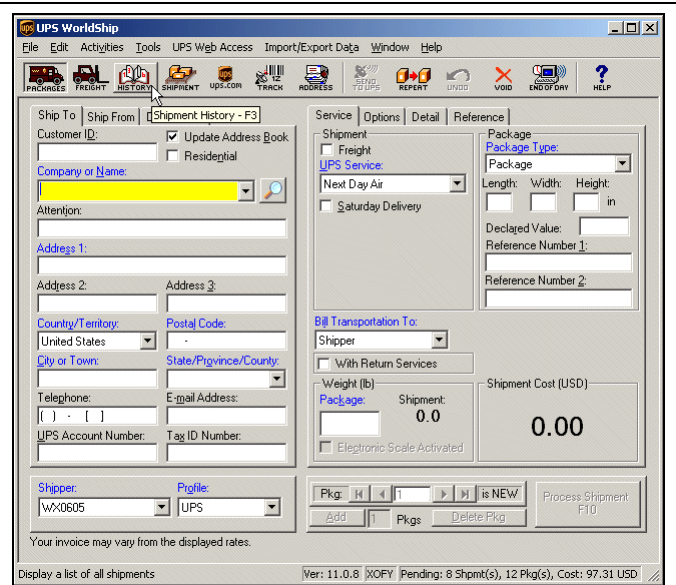 UPS WorldShip
File Edit Activities Tools UPS Web Access Import/Export Data Window Help
PACKAGES FREIGHT HISTORY SHIPMENT UPS.com TRACK ADDRESS SEND TO UPS REPEAT UNDO VOID END OF DAY HELP
Ship To Ship From Shipment History - F3
Service Options Detail Reference
Customer ID:
Update Address Book
Residential
Company or Name:
Attention:
Address 1:
Address 2: Address 3:
Country/Territory: Postal Code:
United States -
City or Town: State/Province/County:
Telephone: E-mail Address:
( ) - [ ]
UPS Account Number: Tax ID Number:
Shipment
Freight
UPS Service:
Next Day Air
Saturday Delivery
Package
Package Type:
Package
Length: Width: Height:
in
Declared Value:
Reference Number 1:
Reference Number 2:
Bill Transportation To:
Shipper
With Return Services
Weight (lb)
Package: Shipment:
0.0
Electronic Scale Activated
Shipment Cost (USD)
0.00
Shipper: Profile:
WX0605 UPS
Pkg: 1 is NEW
Add 1 Pkgs Delete Pkg
Process Shipment
F10
Your invoice may vary from the displayed rates.
Display a list of all shipments
Ver: 11.0.8 XOFY Pending: 8 Shpmt(s), 12 Pkg(s), Cost: 97.31 USD